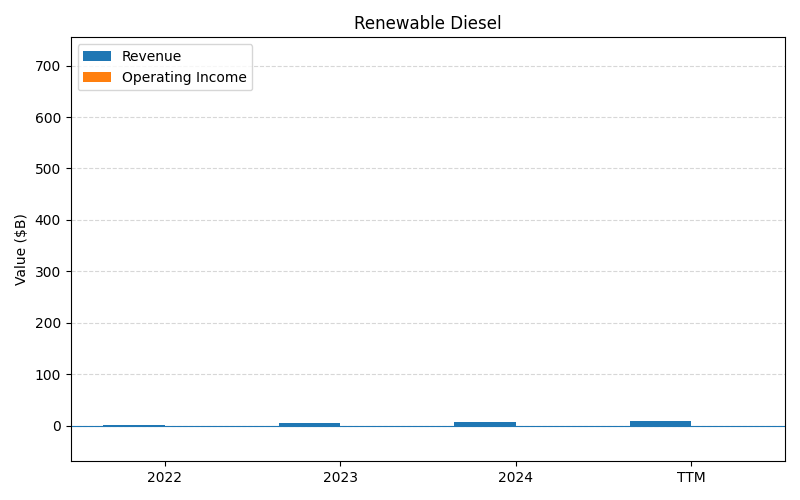 Renewable Diesel
Revenue
Operating Income
Value ($B)
700
600
500
400
300
200
100
0
2022 2023 2024 TTM